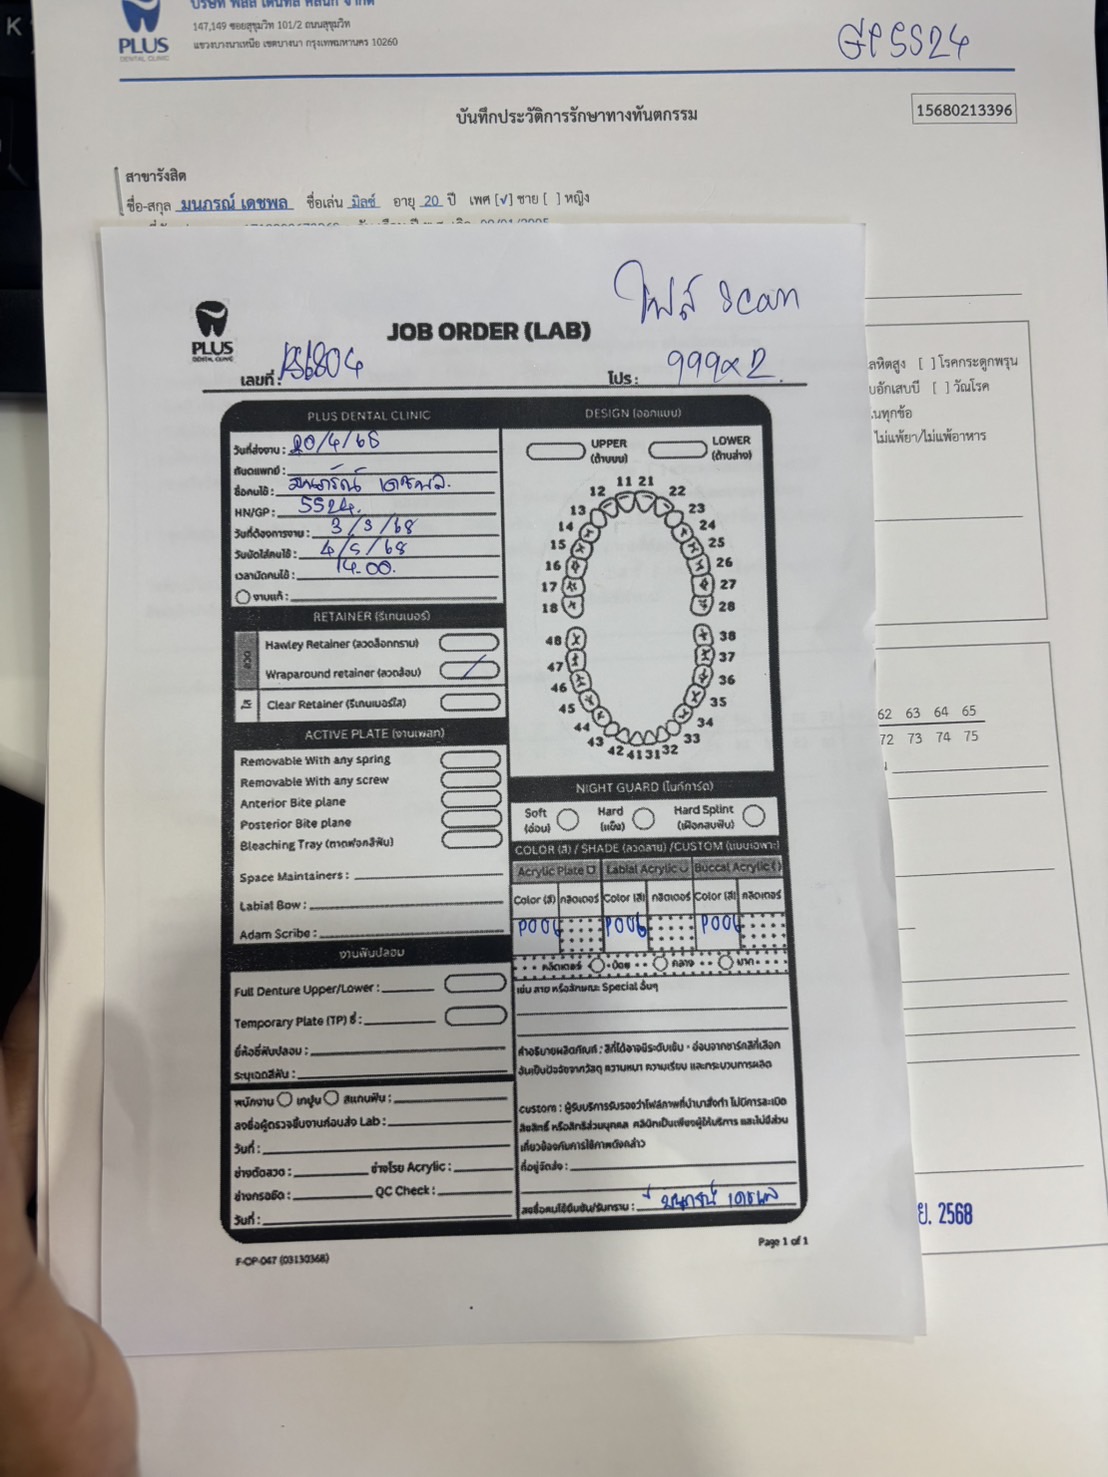 บริษัท พลัส เดนทัล คลินิก จำกัด
147,149 ซอยสุขุมวิท 101/2 ถนนสุขุมวิท
แขวงบางนาเหนือ เขตบางนา กรุงเทพมหานคร 10260
PLUS
DENTAL CLINIC
GP5524
บันทึกประวัติการรักษาทางทันตกรรม
15680213396
สาขารังสิต
ชื่อ-สกุล มนภรณ์ เดชพล ชื่อเล่น มิลซ์ อายุ 20 ปี เพศ [√] ชาย [ ] หญิง
ไฟล์ scan
PLUS
DENTAL CLINIC
JOB ORDER (LAB)
เลขที่ :
โปร : 999x2
โลหิตสูง [ ] โรคกระดูกพรุน
บอักเสบบี [ ] วัณโรค
นทุกข้อ
ไม่แพ้ยา/ไม่แพ้อาหาร
PLUS DENTAL CLINIC
วันที่ส่งงาน : 20/4/68
ทันตแพทย์ :
ชื่อคนไข้ : มนภรณ์ เดชพล
HN/GP : 5524
วันที่ต้องการงาน : 3/5/68
วันนัดใส่คนไข้ : 4/5/68
เวลานัดคนไข้ : 14.00
งานแก้ :
RETAINER (รีเทนเนอร์)
ลวด
Hawley Retainer (ลวดล็อกกราม)
Wraparound retainer (ลวดล้อม)
ใส
Clear Retainer (รีเทนเนอร์ใส)
ACTIVE PLATE (งานเพลท)
Removable With any spring
Removable With any screw
Anterior Bite plane
Posterior Bite plane
Bleaching Tray (ถาดฟอกสีฟัน)
Space Maintainers :
Labial Bow :
Adam Scribe :
งานฟันปลอม
Full Denture Upper/Lower :
Temporary Plate (TP) ซี่ :
ยี่ห้อซี่ฟันปลอม :
ระบุเฉดสีฟัน :
พนักงาน เทปูน สแกนฟัน :
ลงชื่อผู้ตรวจชิ้นงานก่อนส่ง Lab :
วันที่ :
ช่างดัดลวด : ช่างโรย Acrylic :
ช่างกรอขัด : QC Check :
วันที่ :
F-OP-047 (03130368)
DESIGN (ออกแบบ)
UPPER
(ด้านบน)
LOWER
(ด้านล่าง)
11 21
12 22
13 23
14 24
15 25
16 26
17 27
18 28
48 38
47 37
46 36
45 35
44 34
43 33
42 41 31 32
NIGHT GUARD (ไนท์การ์ด)
Soft
(อ่อน)
Hard
(แข็ง)
Hard Splint
(เฝือกสบฟัน)
COLOR (สี) / SHADE (ลวดลาย) /CUSTOM (แบบเฉพาะ)
Acrylic Plate Labial Acrylic Buccal Acrylic
Color (สี) กลิตเตอร์ Color (สี) กลิตเตอร์ Color (สี) กลิตเตอร์
P006 P006 P006
กลิตเตอร์ น้อย กลาง มาก
เช่น ลาย หรือลักษณะ Special อื่นๆ
คำอธิบายผลิตภัณฑ์ : สีที่ได้อาจมีระดับเข้ม - อ่อนจากชาร์ตสีที่เลือก
อันเป็นปัจจัยจากวัสดุ ความหนา ความเรียบ และกระบวนการผลิต
custom : ผู้รับบริการรับรองว่าไฟล์ภาพที่นำมาสั่งทำ ไม่มีการละเมิด
ลิขสิทธิ์ หรือสิทธิส่วนบุคคล คลินิกเป็นเพียงผู้ให้บริการ และไม่มีส่วน
เกี่ยวข้องกับการใช้ภาพดังกล่าว
ที่อยู่จัดส่ง :
ลงชื่อคนไข้ยืนยัน/รับทราบ : มนภรณ์ เดชพล
Page 1 of 1
62 63 64 65
72 73 74 75
ย. 2568